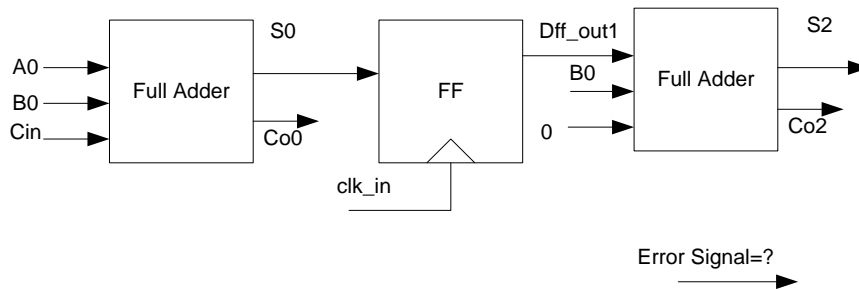 S0
Dff_out1
S2
A0
B0
Cin
Full Adder
Co0
FF
clk_in
B0
0
Full Adder
Co2
Error Signal=?